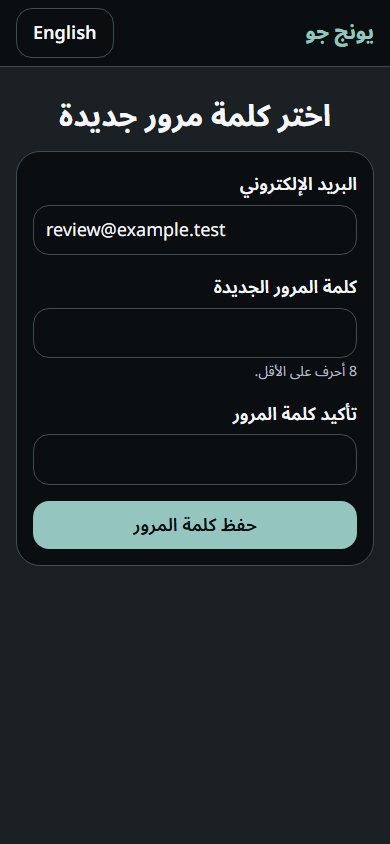 يونج جو
English
اختر كلمة مرور جديدة
البريد الإلكتروني
review@example.test
كلمة المرور الجديدة
8 أحرف على الأقل.
تأكيد كلمة المرور
حفظ كلمة المرور